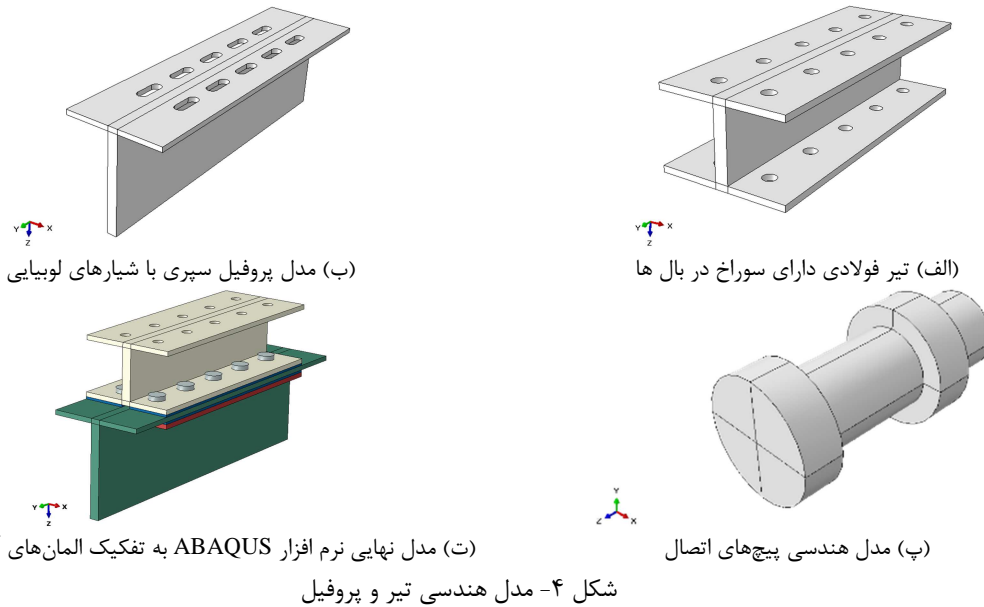 (الف) تیر فولادی دارای سوراخ در بال ها
(ب) مدل پروفیل سپری با شیارهای لوبیایی
(پ) مدل هندسی پیچ‌های اتصال
(ت) مدل نهایی نرم افزار ABAQUS به تفکیک المان‌های
شکل ۴- مدل هندسی تیر و پروفیل
Y X
Z
Y X
Z
Y
Z X
Y X
Z